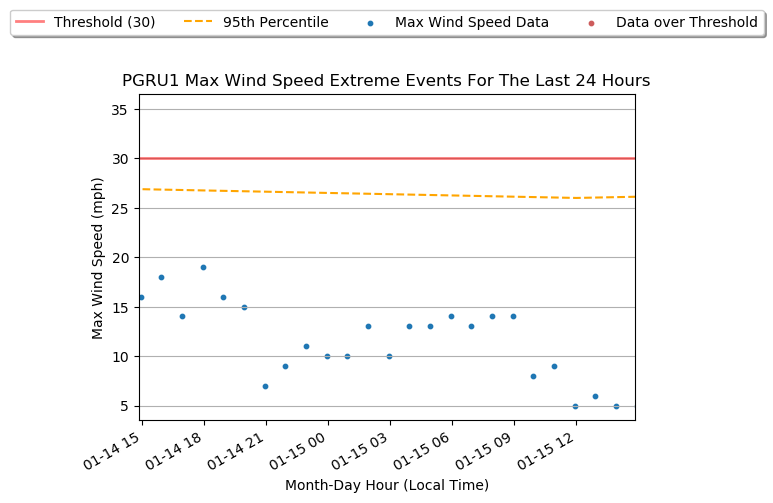 Threshold (30) 95th Percentile Max Wind Speed Data Data over Threshold
PGRU1 Max Wind Speed Extreme Events For The Last 24 Hours
35
30
25
20
15
10
5
Max Wind Speed (mph)
01-14 15 01-14 18 01-14 21 01-15 00 01-15 03 01-15 06 01-15 09 01-15 12
Month-Day Hour (Local Time)